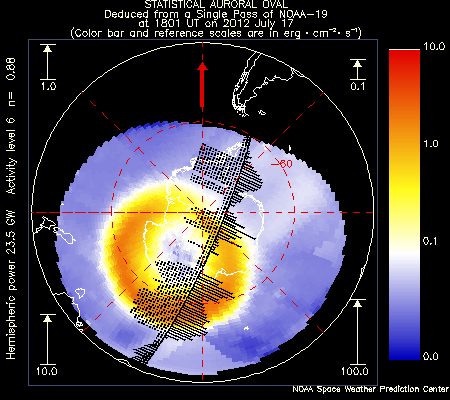 STATISTICAL AURORAL OVAL
Deduced from a Single Pass of NOAA-19
at 1801 UT on 2012 July 17
(Color bar and reference scales are in erg · cm⁻² · s⁻¹)
Hemispheric power 23.5 GW Activity level 6 n= 0.88
1.0
0.1
-60
10.0
100.0
10.0
1.0
0.1
0.0
NOAA Space Weather Prediction Center